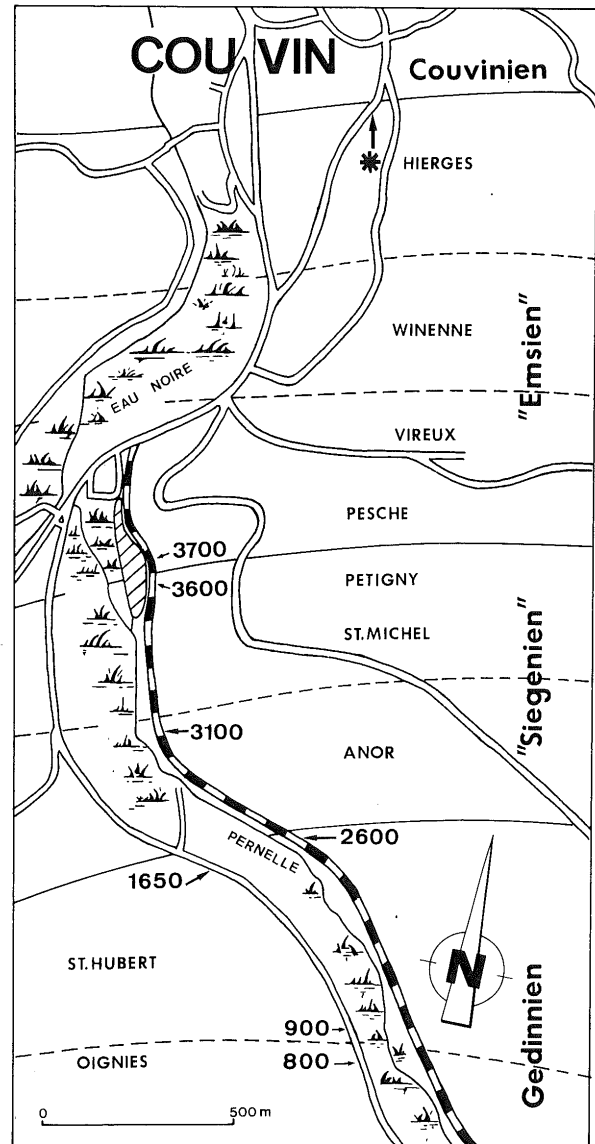 COUVIN
Couvinien
HIERGES
WINENNE
"Emsien"
EAU NOIRE
VIREUX
PESCHE
3700
PETIGNY
3600
ST.MICHEL
"Siegenien"
3100
ANOR
2600
PERNELLE
1650
N
ST.HUBERT
Gedinnien
900
800
OIGNIES
0 500 m